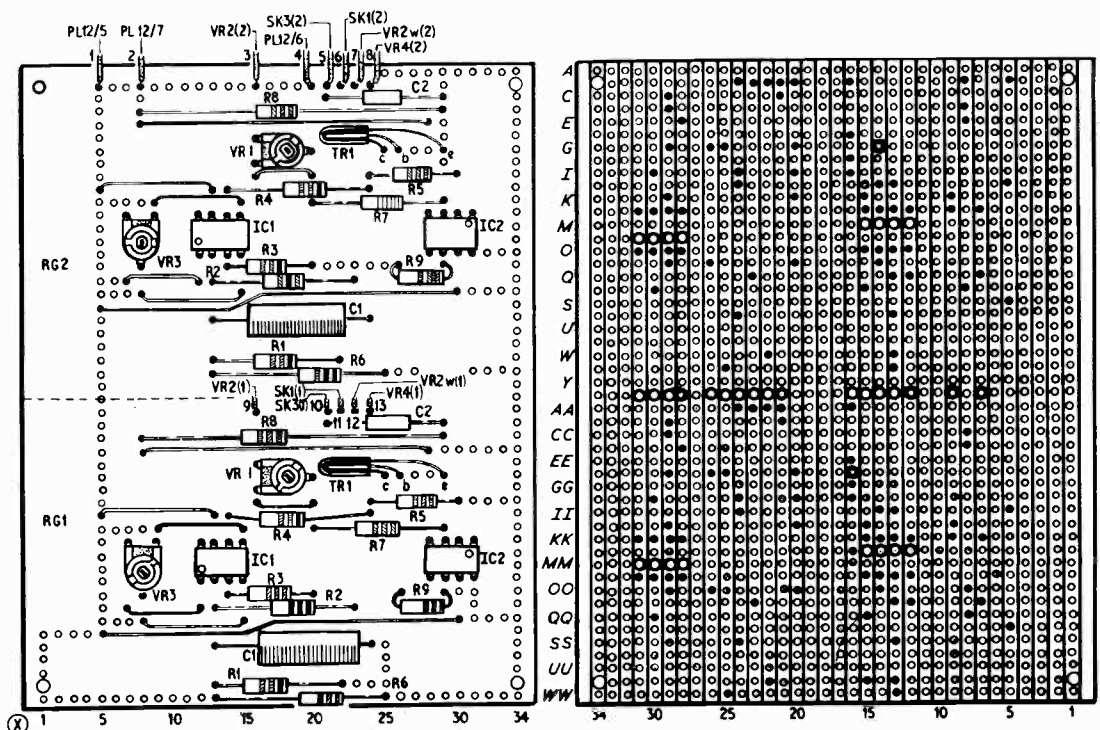 PL12/5 PL12/7 VR2(2) SK3(2) PL12/6 SK1(2) VR2w(2) VR4(2)
1 2 3 4 5 6 7 8
R8 C2
VR1 TR1 c b e
R5
R4 R7
IC1 IC2
RG2 VR3
R3
R2 R9
C1
R1 R6
VR2(1) SK1(1) SK3(1) VR2w(1) VR4(1)
9 10 11 12 13
C2
R8
VR1 TR1 c b e
R5
RG1 R4 R7
IC1 IC2
VR3 R3 R2 R9
C1
R1 R6
X 1 5 10 15 20 25 30 34
A
C
E
G
I
K
M
O
Q
S
U
W
Y
AA
CC
EE
GG
II
KK
MM
OO
QQ
SS
UU
WW
34 30 25 20 15 10 5 1